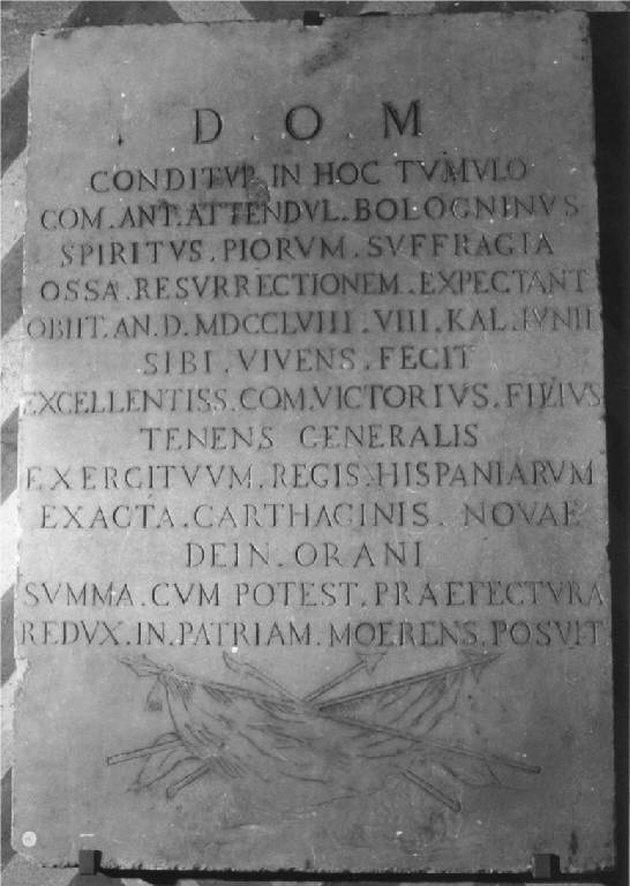 D . O . M
CONDITVR IN HOC TVMVLO
COM . ANT . ATTENDVL . BOLOGNINVS
SPIRITVS . PIORVM . SVFFRAGIA
OSSA . RESVRRECTIONEM . EXPECTANT
OBIIT . AN . D . MDCCLVIII . VIII . KAL . IVNII
SIBI . VIVENS . FECIT
EXCELLENTISS . COM . VICTORIVS . FILIVS
TENENS GENERALIS
EXERCITVVM . REGIS HISPANIARVM
EXACTA . CARTHAGINIS . NOVAE
DEIN . ORANI
SVMMA . CVM POTEST . PRAEFECTVRA
REDVX . IN . PATRIAM . MOERENS . POSVIT